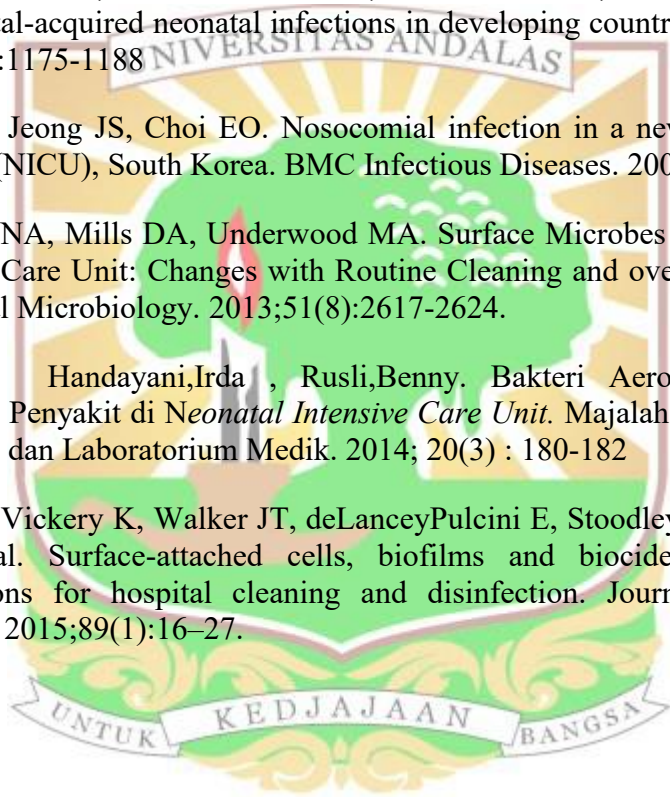 tal-acquired neonatal infections in developing countr
:1175-1188
UNIVERSITAS ANDALAS
Jeong JS, Choi EO. Nosocomial infection in a nev
(NICU), South Korea. BMC Infectious Diseases. 200
NA, Mills DA, Underwood MA. Surface Microbes
Care Unit: Changes with Routine Cleaning and ove
l Microbiology. 2013;51(8):2617-2624.
Handayani,Irda , Rusli,Benny. Bakteri Aero
Penyakit di Neonatal Intensive Care Unit. Majalah
dan Laboratorium Medik. 2014; 20(3) : 180-182
Vickery K, Walker JT, deLanceyPulcini E, Stoodley
al. Surface-attached cells, biofilms and biocide
ons for hospital cleaning and disinfection. Journ
2015;89(1):16–27.
UNTUK KEDJAJAAN BANGSA